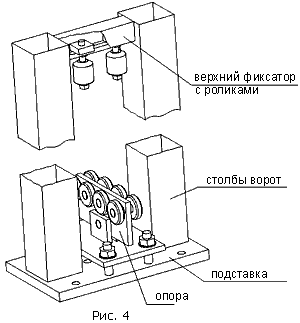 верхний фиксатор
с роликами
столбы ворот
подставка
опора
Рис. 4